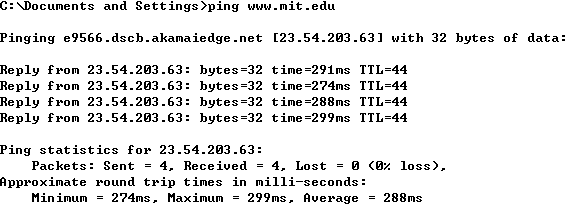 C:\Documents and Settings>ping www.mit.edu
Pinging e9566.dscb.akamaiedge.net [23.54.203.63] with 32 bytes of data:
Reply from 23.54.203.63: bytes=32 time=291ms TTL=44
Reply from 23.54.203.63: bytes=32 time=274ms TTL=44
Reply from 23.54.203.63: bytes=32 time=288ms TTL=44
Reply from 23.54.203.63: bytes=32 time=299ms TTL=44
Ping statistics for 23.54.203.63:
    Packets: Sent = 4, Received = 4, Lost = 0 (0% loss),
Approximate round trip times in milli-seconds:
    Minimum = 274ms, Maximum = 299ms, Average = 288ms